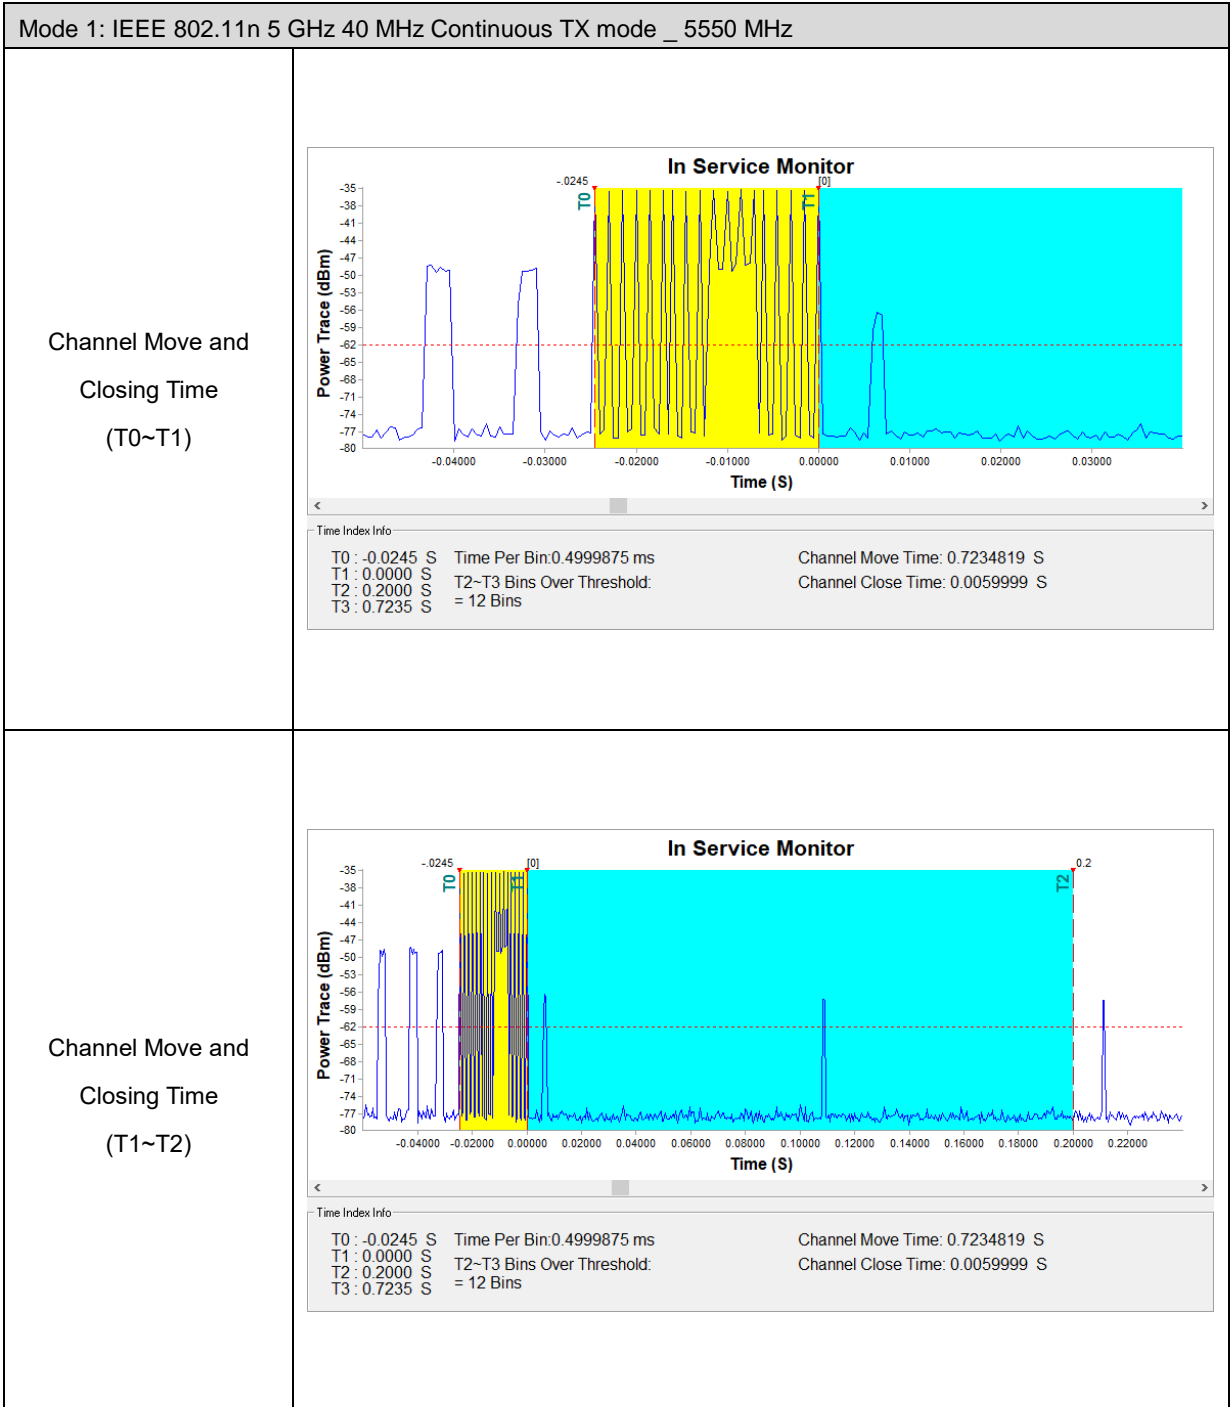 Mode 1: IEEE 802.11n 5 GHz 40 MHz Continuous TX mode _ 5550 MHz
Channel Move and
Closing Time
(T0~T1)
In Service Monitor
-.0245
[0]
T0
T1
Power Trace (dBm)
-35
-38
-41
-44
-47
-50
-53
-56
-59
-62
-65
-68
-71
-74
-77
-80
-0.04000 -0.03000 -0.02000 -0.01000 0.00000 0.01000 0.02000 0.03000
Time (S)
< >
Time Index Info
T0 : -0.0245 S Time Per Bin:0.4999875 ms Channel Move Time: 0.7234819 S
T1 : 0.0000 S
T2 : 0.2000 S T2~T3 Bins Over Threshold: Channel Close Time: 0.0059999 S
T3 : 0.7235 S = 12 Bins
Channel Move and
Closing Time
(T1~T2)
In Service Monitor
-.0245
[0]
0.2
T0
T1
T2
Power Trace (dBm)
-35
-38
-41
-44
-47
-50
-53
-56
-59
-62
-65
-68
-71
-74
-77
-80
-0.04000 -0.02000 0.00000 0.02000 0.04000 0.06000 0.08000 0.10000 0.12000 0.14000 0.16000 0.18000 0.20000 0.22000
Time (S)
< >
Time Index Info
T0 : -0.0245 S Time Per Bin:0.4999875 ms Channel Move Time: 0.7234819 S
T1 : 0.0000 S
T2 : 0.2000 S T2~T3 Bins Over Threshold: Channel Close Time: 0.0059999 S
T3 : 0.7235 S = 12 Bins